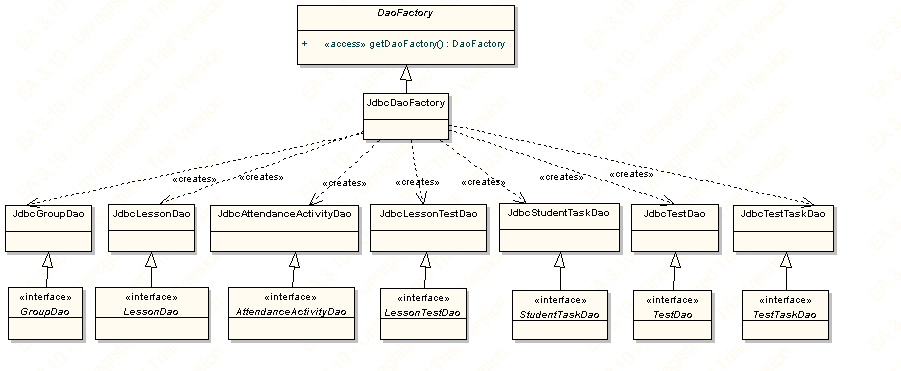 DaoFactory
+ «access» getDaoFactory() : DaoFactory
JdbcDaoFactory
«creates» «creates» «creates» «creates» «creates» «creates» «creates»
JdbcGroupDao JdbcLessonDao JdbcAttendanceActivityDao JdbcLessonTestDao JdbcStudentTaskDao JdbcTestDao JdbcTestTaskDao
«interface» «interface» «interface» «interface» «interface» «interface» «interface»
GroupDao LessonDao AttendanceActivityDao LessonTestDao StudentTaskDao TestDao TestTaskDao